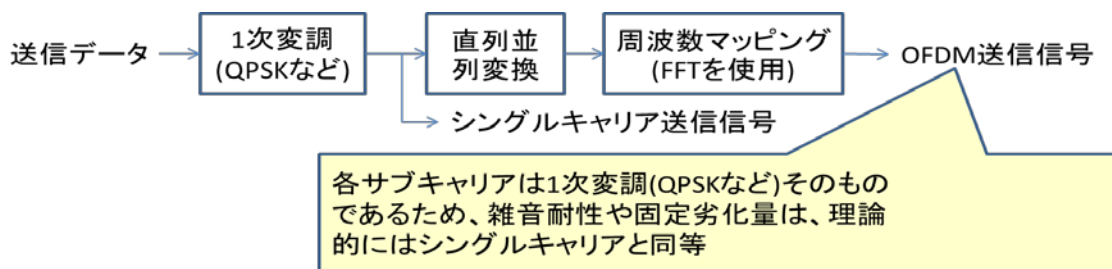 送信データ
1次変調
(QPSKなど)
直列並
列変換
周波数マッピング
(FFTを使用)
OFDM送信信号
シングルキャリア送信信号
各サブキャリアは1次変調(QPSKなど)そのもの
であるため、雑音耐性や固定劣化量は、理論
的にはシングルキャリアと同等